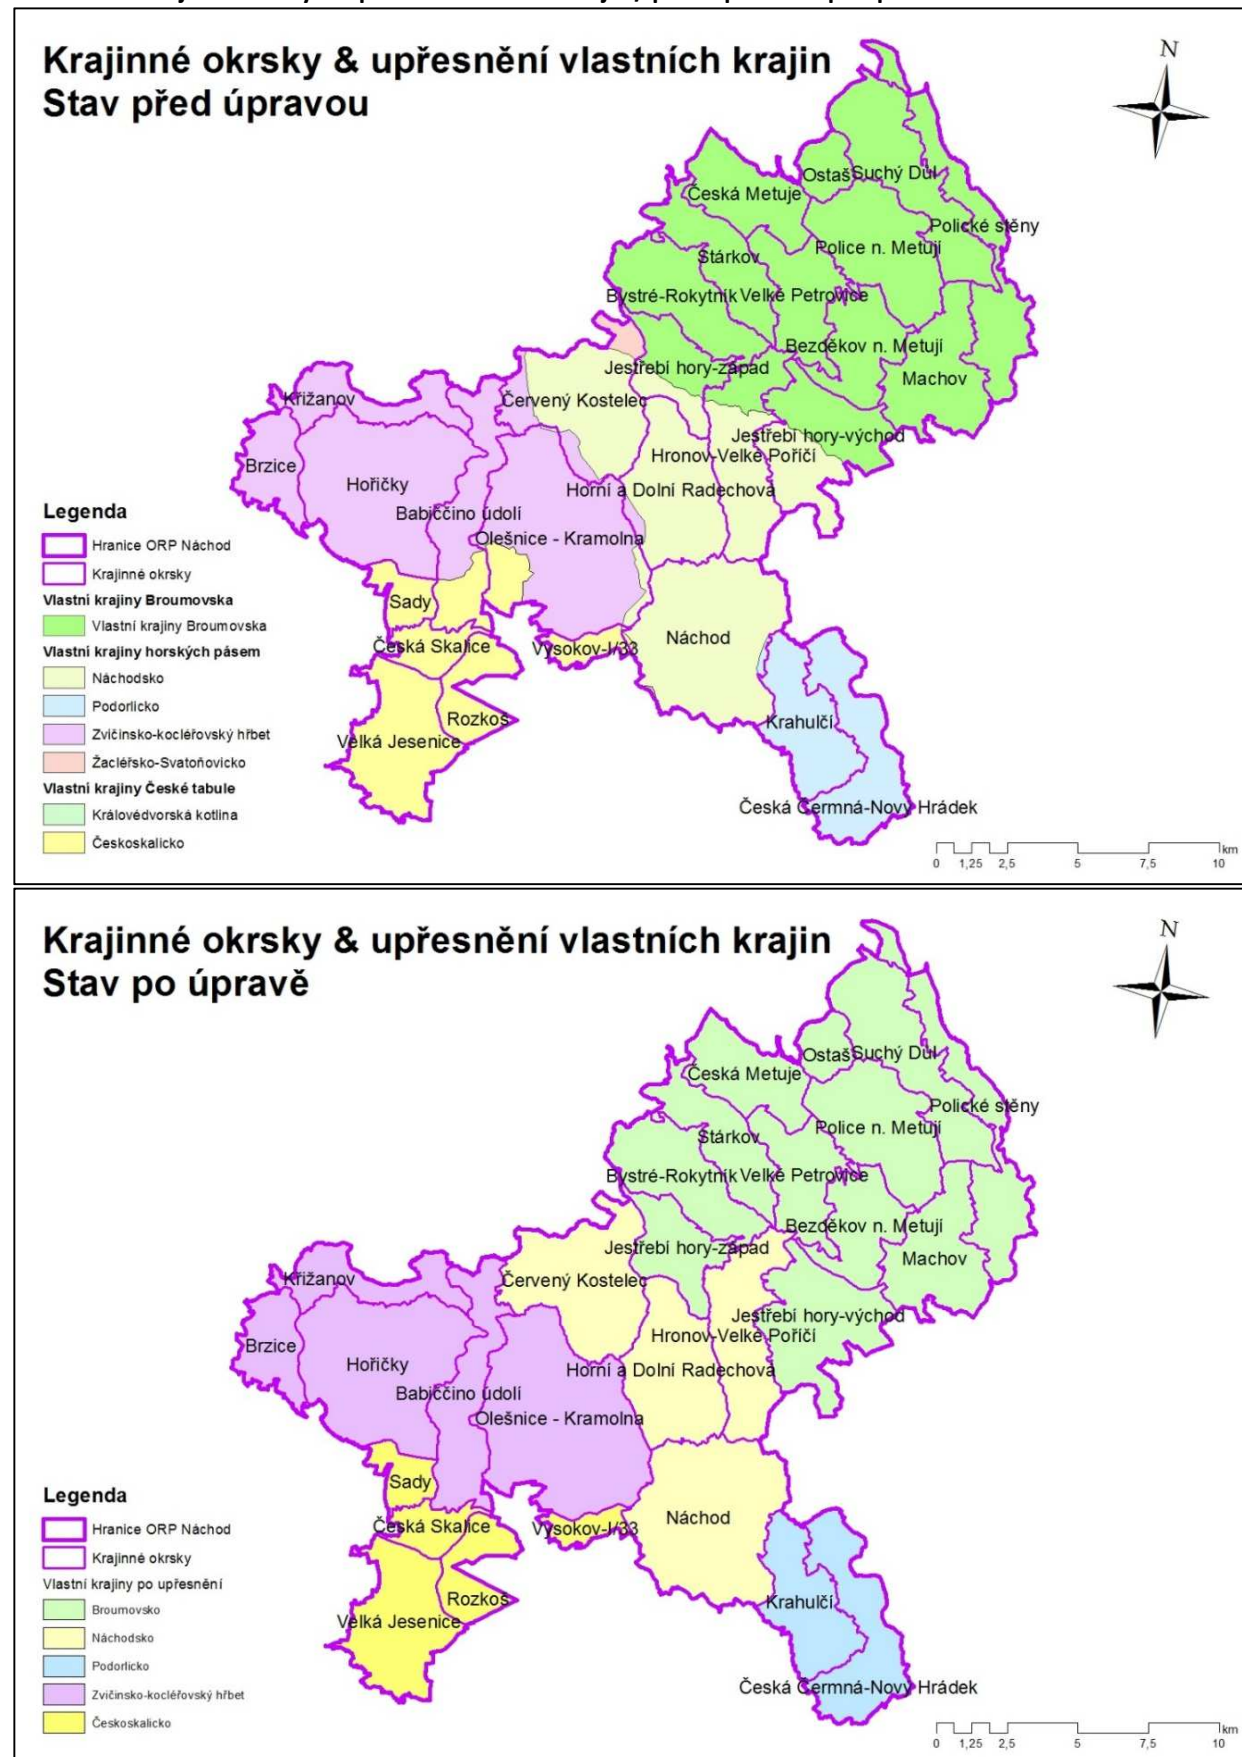 Krajinné okrsky & upřesnění vlastních krajin
Stav před úpravou
N
Ostaš
Suchý Důl
Česká Metuje
Polické stěny
Police n. Metují
Stárkov
Bystré-Rokytník
Velké Petrovice
Bezděkov n. Metují
Jestřebí hory-západ
Machov
Křižanov
Červený Kostelec
Jestřebí hory-východ
Hronov-Velké Poříčí
Brzice
Hořičky
Horní a Dolní Radechová
Babiččino údolí
Olešnice - Kramolna
Sady
Náchod
Česká Skalice
Vysokov-I/33
Rozkoš
Krahulčí
Velká Jesenice
Česká Čermná-Nový Hrádek
Legenda
Hranice ORP Náchod
Krajinné okrsky
Vlastní krajiny Broumovska
Vlastní krajiny Broumovska
Vlastní krajiny horských pásem
Náchodsko
Podorlicko
Zvičinsko-kocléřovský hřbet
Žacléřsko-Svatoňovicko
Vlastní krajiny České tabule
Královédvorská kotlina
Českoskalicko
km
0 1,25 2,5 5 7,5 10
Krajinné okrsky & upřesnění vlastních krajin
Stav po úpravě
N
Ostaš
Suchý Důl
Česká Metuje
Polické stěny
Police n. Metují
Stárkov
Bystré-Rokytník
Velké Petrovice
Bezděkov n. Metují
Jestřebí hory-západ
Machov
Křižanov
Červený Kostelec
Jestřebí hory-východ
Hronov-Velké Poříčí
Brzice
Hořičky
Horní a Dolní Radechová
Babiččino údolí
Olešnice - Kramolna
Sady
Náchod
Česká Skalice
Vysokov-I/33
Rozkoš
Krahulčí
Velká Jesenice
Česká Čermná-Nový Hrádek
Legenda
Hranice ORP Náchod
Krajinné okrsky
Vlastní krajiny po upřesnění
Broumovsko
Náchodsko
Podorlicko
Zvičinsko-kocléřovský hřbet
Českoskalicko
km
0 1,25 2,5 5 7,5 10